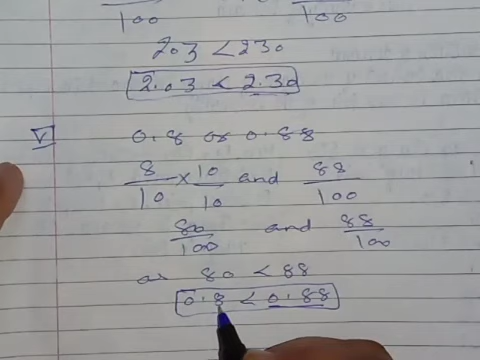 100 100
203 < 230
2.03 < 2.30
V 0.8 or 0.88
8/10 × 10/10 and 88/100
80/100 and 88/100
as 80 < 88
0.8 < 0.88